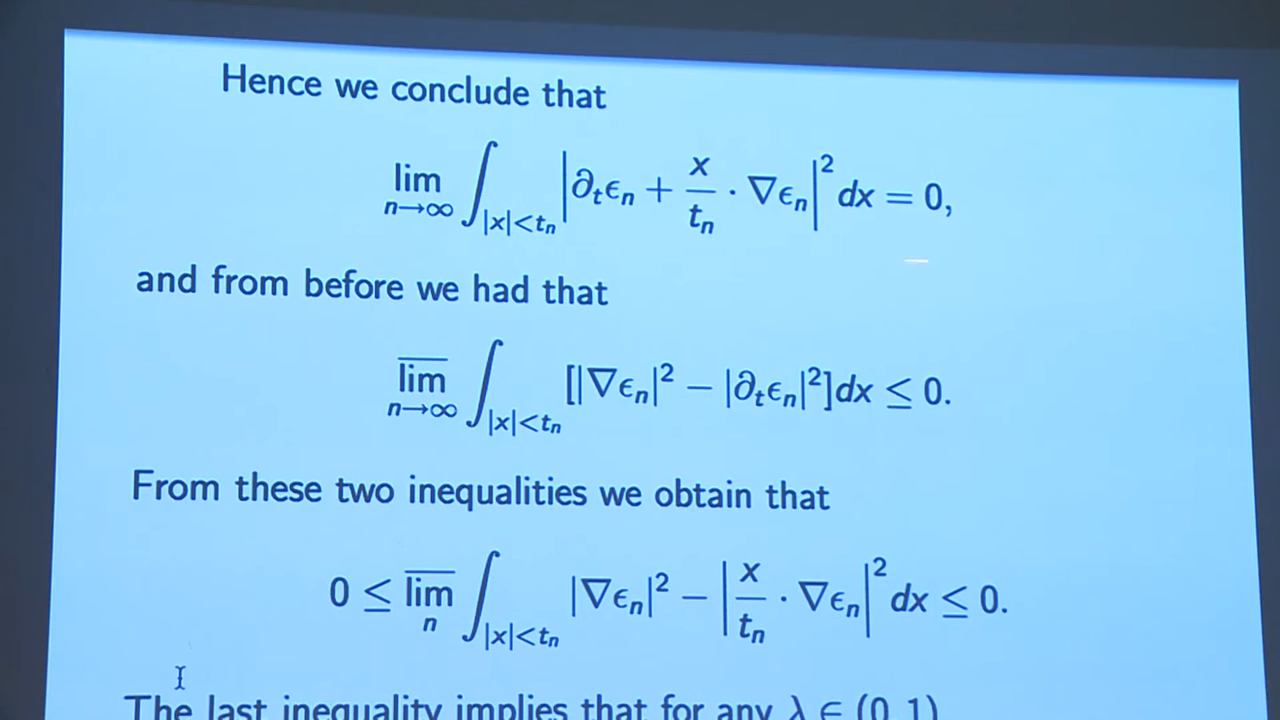 Hence we conclude that
lim_{n→∞} ∫_{|x|<t_n} |∂_t ε_n + x/t_n · ∇ε_n|² dx = 0,
and from before we had that
\overline{lim}_{n→∞} ∫_{|x|<t_n} [|∇ε_n|² − |∂_t ε_n|²]dx ≤ 0.
From these two inequalities we obtain that
0 ≤ \overline{lim}_n ∫_{|x|<t_n} |∇ε_n|² − |x/t_n · ∇ε_n|² dx ≤ 0.
The last inequality implies that for any λ ∈ (0, 1)